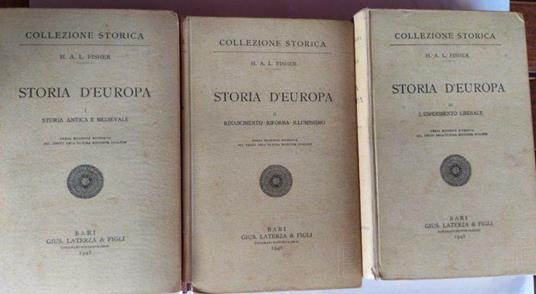 COLLEZIONE STORICA
H. A. L. FISHER
STORIA D'EUROPA
I
STORIA ANTICA E MEDIEVALE
BARI
GIUS. LATERZA & FIGLI
COLLEZIONE STORICA
H. A. L. FISHER
STORIA D'EUROPA
II
RINASCIMENTO - RIFORMA - ILLUMINISMO
BARI
GIUS. LATERZA & FIGLI
COLLEZIONE STORICA
H. A. L. FISHER
STORIA D'EUROPA
III
L'ESPERIMENTO LIBERALE
BARI
GIUS. LATERZA & FIGLI